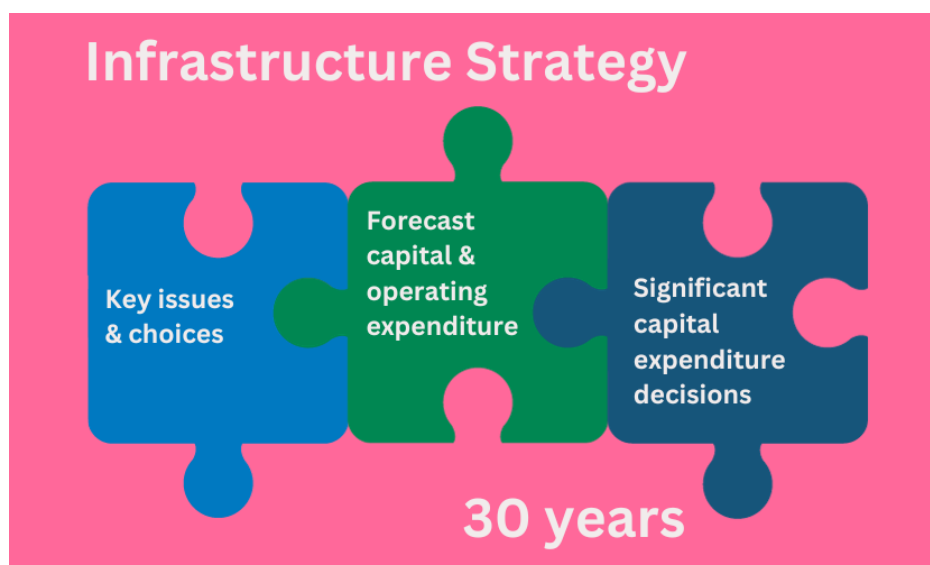 Infrastructure Strategy
Key issues
& choices
Forecast
capital &
operating
expenditure
Significant
capital
expenditure
decisions
30 years